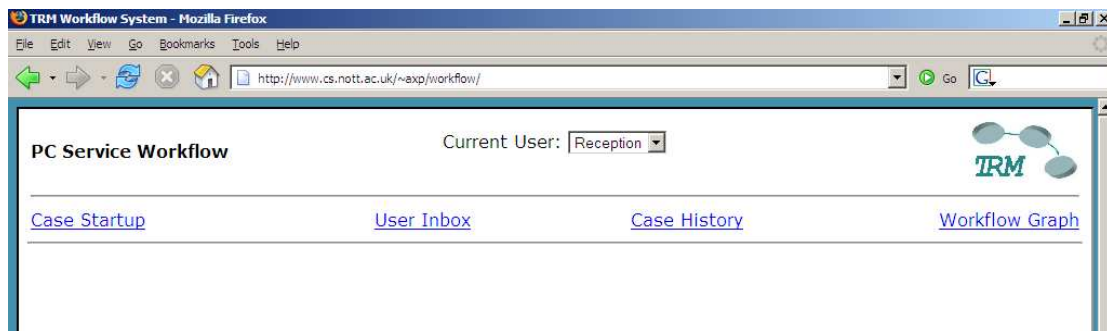 TRM Workflow System - Mozilla Firefox
File Edit View Go Bookmarks Tools Help
http://www.cs.nott.ac.uk/~axp/workflow/ Go G
PC Service Workflow Current User: Reception TRM
Case Startup User Inbox Case History Workflow Graph